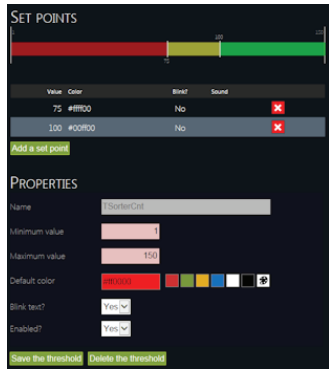 SET POINTS
1 100 150
75
Value Color Blink? Sound
75 #ffff00 No
100 #00ff00 No
Add a set point
PROPERTIES
Name TSorterCnt
Minimum value 1
Maximum value 150
Default color #ff0000
Blink text? Yes
Enabled? Yes
Save the threshold Delete the threshold